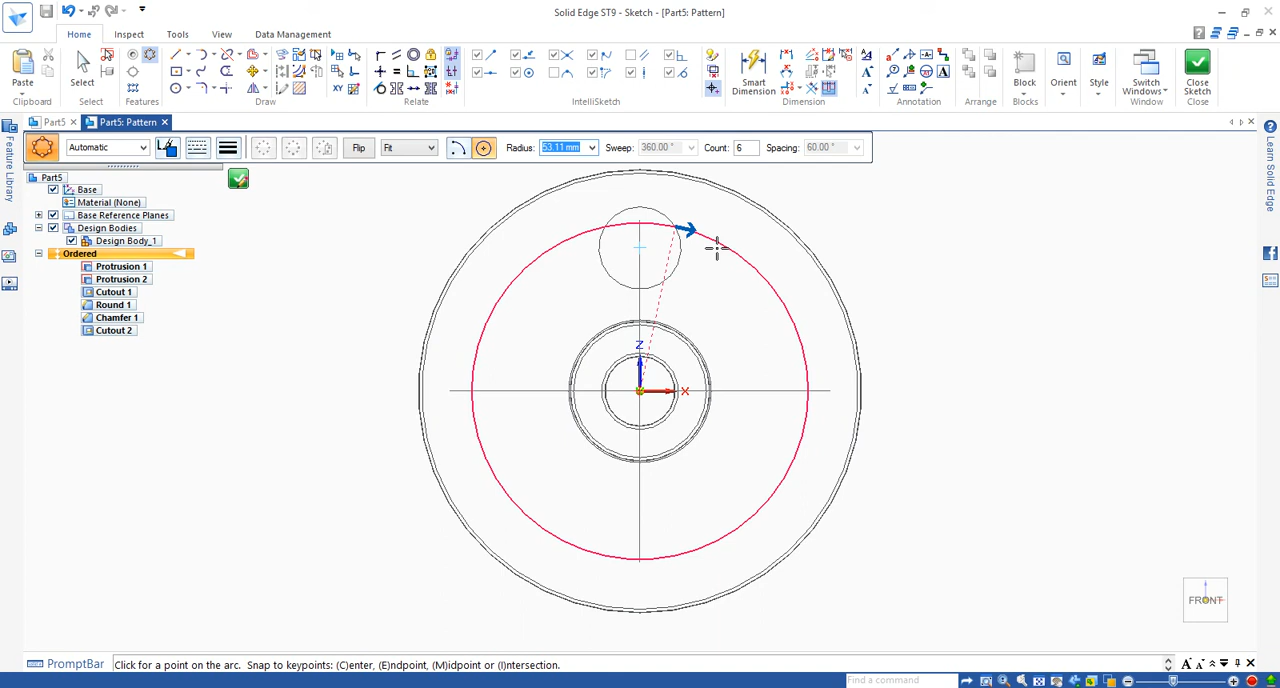 Solid Edge ST9 - Sketch - [Part5: Pattern]
Home Inspect View Tools Data Management
Paste
Clipboard
Select
Select
Features
Draw
Relate
IntelliSketch
XY
Smart Dimension
Dimension
Annotation
Arrange
Block
Blocks
Orient
Style
Switch Windows
Window
Close Sketch
Close
Part5 Part5: Pattern
Automatic Flip Fit Radius: 53.11 mm Sweep: 360.00 ° Count: 6 Spacing: 60.00 °
Feature Library
Learn Solid Edge
Part5
Base
Material (None)
Base Reference Planes
Design Bodies
Design Body_1
Ordered
Protrusion 1
Protrusion 2
Cutout 1
Round 1
Chamfer 1
Cutout 2
Z
X
FRONT
PromptBar Click for a point on the arc. Snap to keypoints: (C)enter, (E)ndpoint, (M)idpoint or (I)ntersection.
Find a command